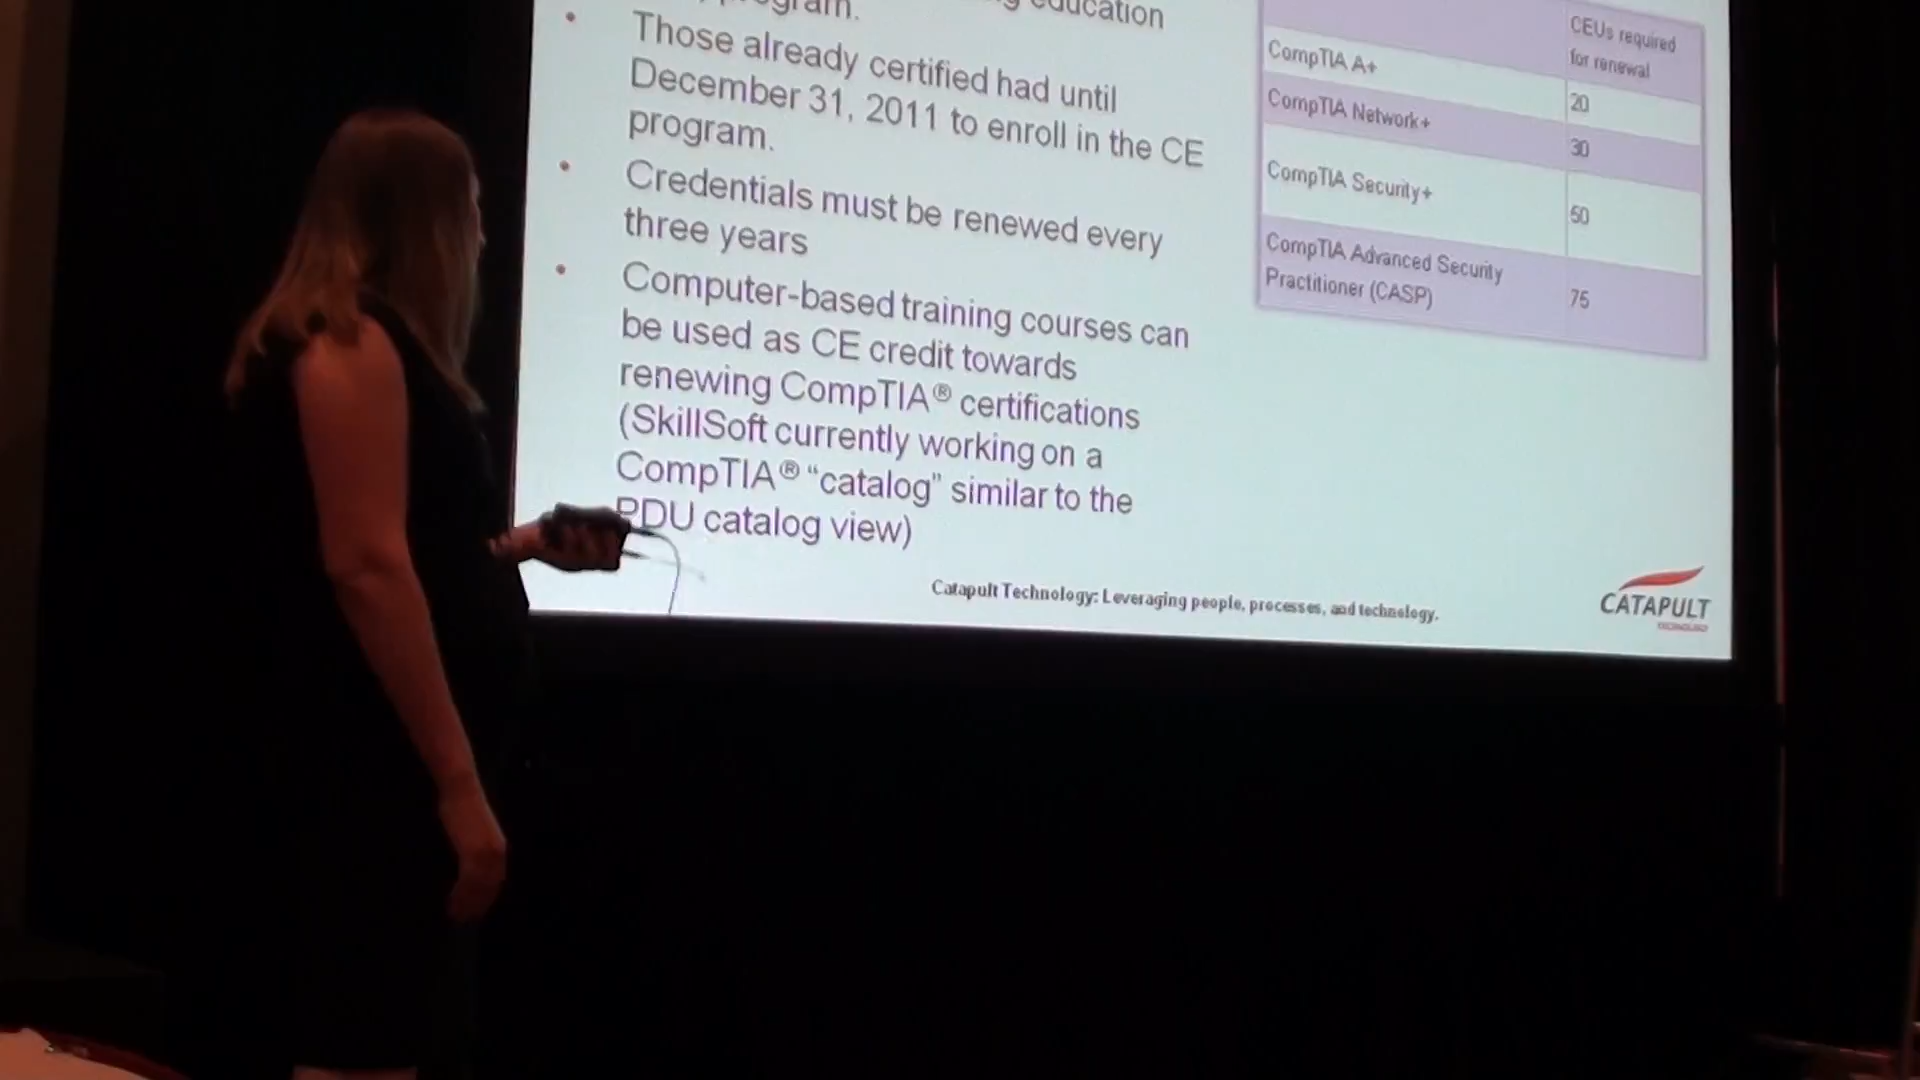 education
program.
Those already certified had until
December 31, 2011 to enroll in the CE
program.
Credentials must be renewed every
three years
Computer-based training courses can
be used as CE credit towards
renewing CompTIA® certifications
(SkillSoft currently working on a
CompTIA® “catalog” similar to the
PDU catalog view)
CEUs required
for renewal
CompTIA A+ 20
CompTIA Network+ 30
CompTIA Security+ 50
CompTIA Advanced Security
Practitioner (CASP) 75
Catapult Technology: Leveraging people, processes, and technology.
CATAPULT
TECHNOLOGY